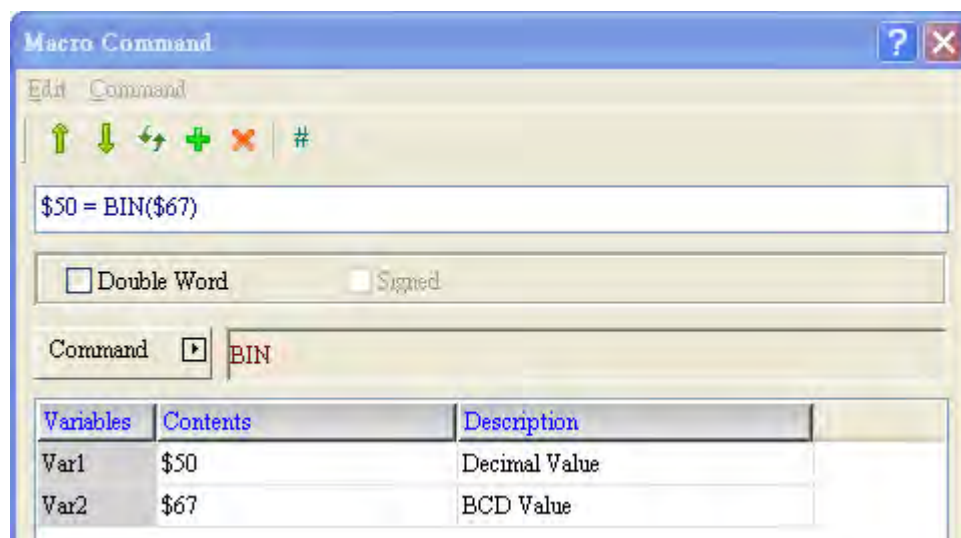 Macro Command
Edit Command
#
$50 = BIN($67)
Double Word Signed
Command BIN
Variables Contents Description
Var1 $50 Decimal Value
Var2 $67 BCD Value